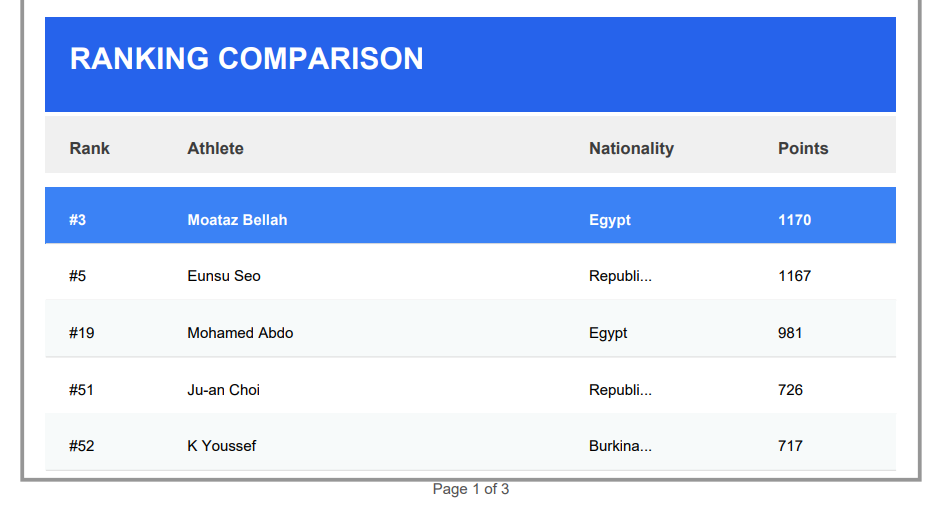 RANKING COMPARISON
Rank Athlete Nationality Points
#3 Moataz Bellah Egypt 1170
#5 Eunsu Seo Republi... 1167
#19 Mohamed Abdo Egypt 981
#51 Ju-an Choi Republi... 726
#52 K Youssef Burkina... 717
Page 1 of 3